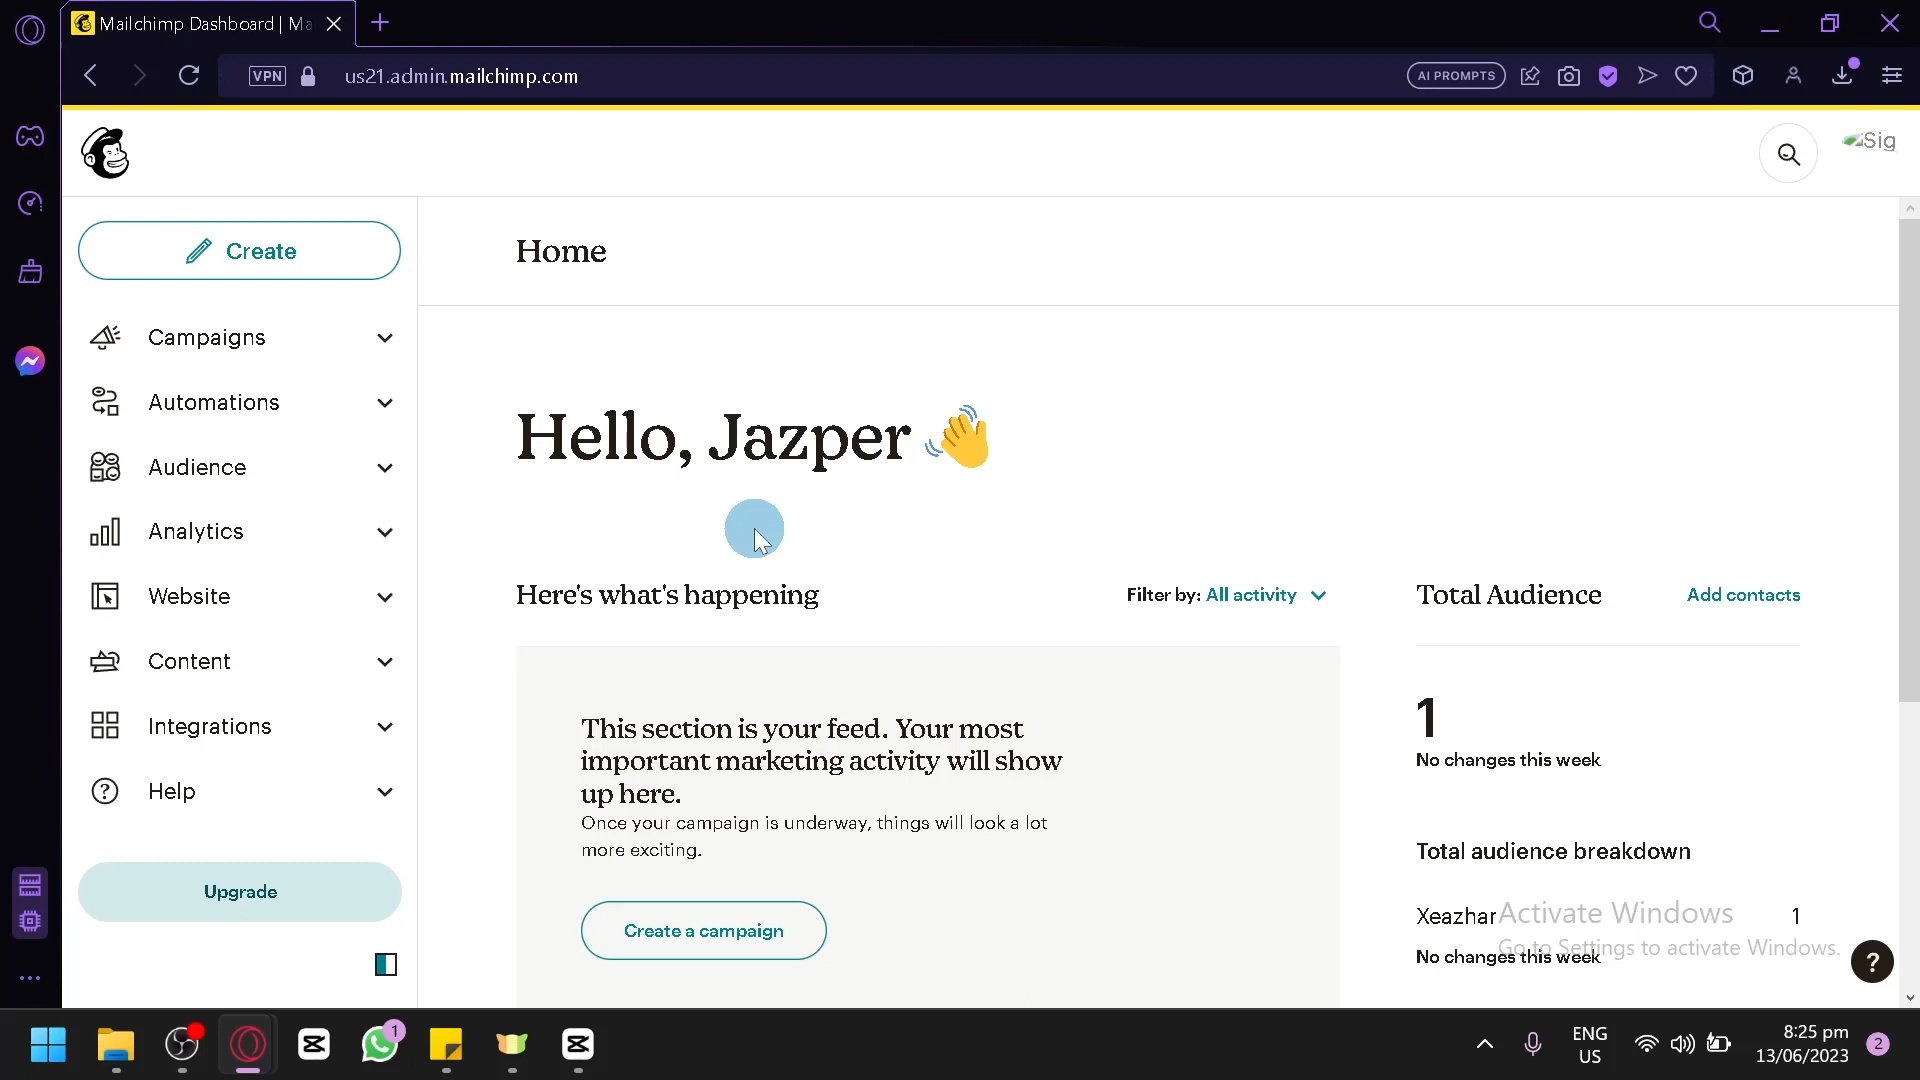 Mailchimp Dashboard | Ma
VPN
us21.admin.mailchimp.com
AI PROMPTS
Sig
Create
Home
Campaigns
Automations
Audience
Analytics
Website
Content
Integrations
Help
Upgrade
Hello, Jazper
Here's what's happening
Filter by: All activity
Total Audience
Add contacts
This section is your feed. Your most
important marketing activity will show
up here.
Once your campaign is underway, things will look a lot
more exciting.
Create a campaign
1
No changes this week
Total audience breakdown
Xeazhar
1
No changes this week
Activate Windows
Go to Settings to activate Windows.
?
1
ENG
US
8:25 pm
13/06/2023
2